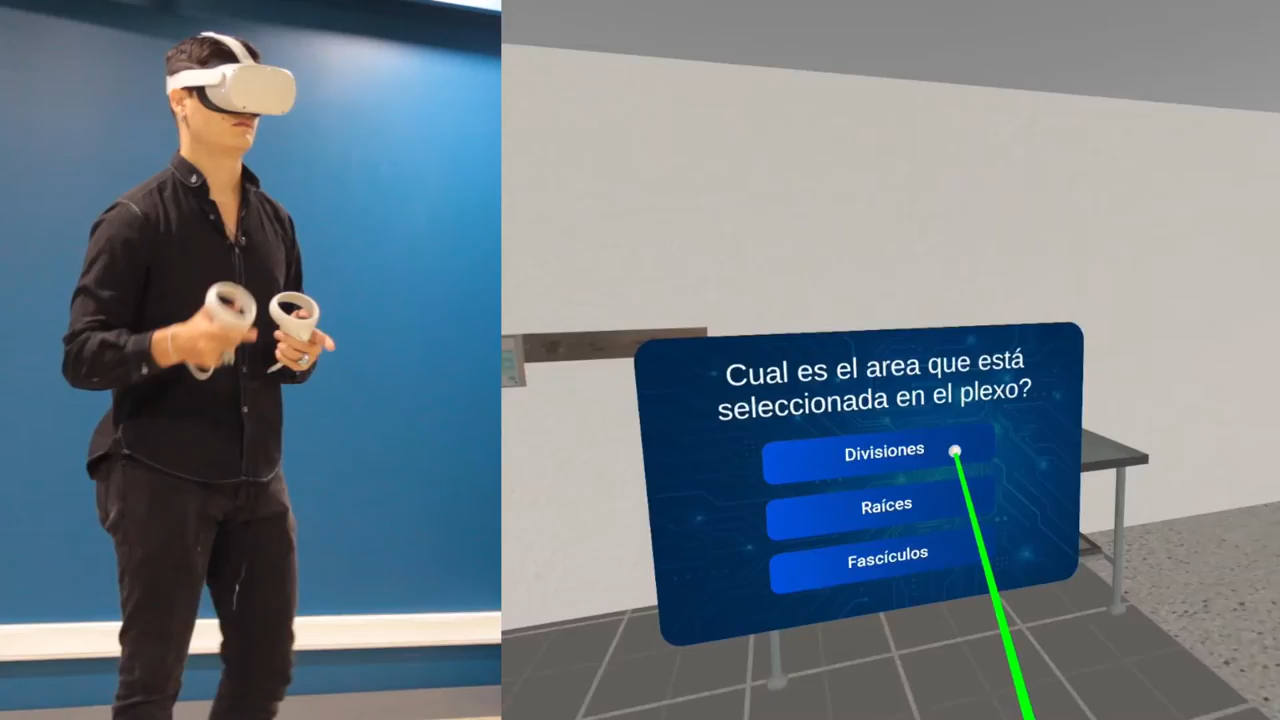 Cual es el area que está
seleccionada en el plexo?
Divisiones
Raíces
Fascículos